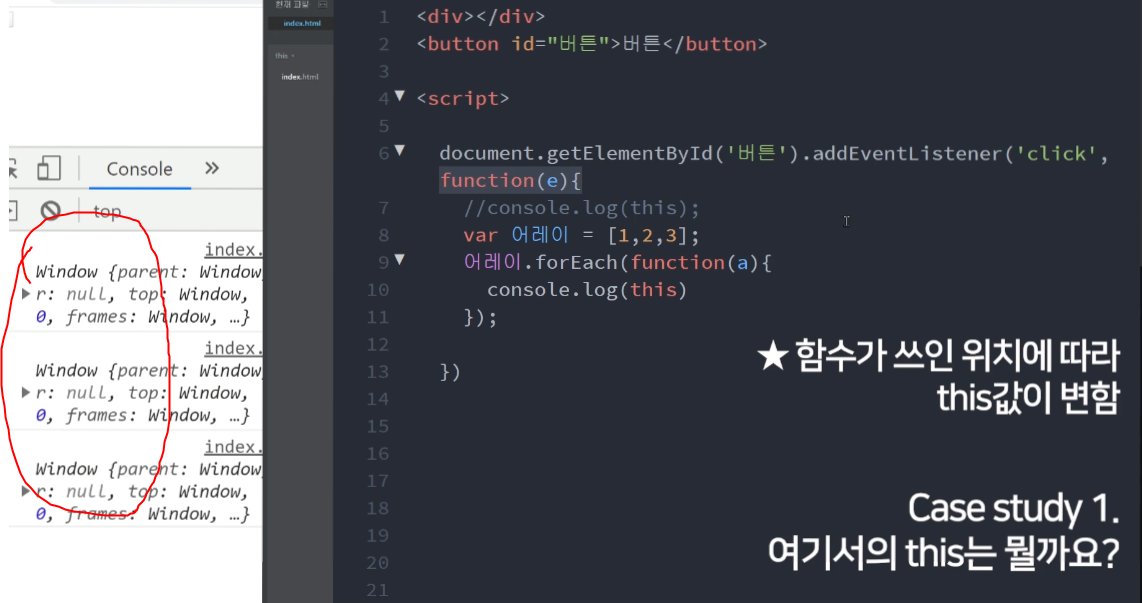 현재 파일
index.html
this
index.html
Console
top
index.
Window {parent: Window,
r: null, top: Window,
0, frames: Window, …}
index.
Window {parent: Window,
r: null, top: Window,
0, frames: Window, …}
index.
Window {parent: Window,
r: null, top: Window,
0, frames: Window, …}
1 <div></div>
2 <button id="버튼">버튼</button>
3
4 <script>
5
6 document.getElementById('버튼').addEventListener('click',
function(e){
7 //console.log(this);
8 var 어레이 = [1,2,3];
9 어레이.forEach(function(a){
10 console.log(this)
11 });
12
13 })
14
15
16
17
18
19
20
21
★ 함수가 쓰인 위치에 따라
this값이 변함
Case study 1.
여기서의 this는 뭘까요?